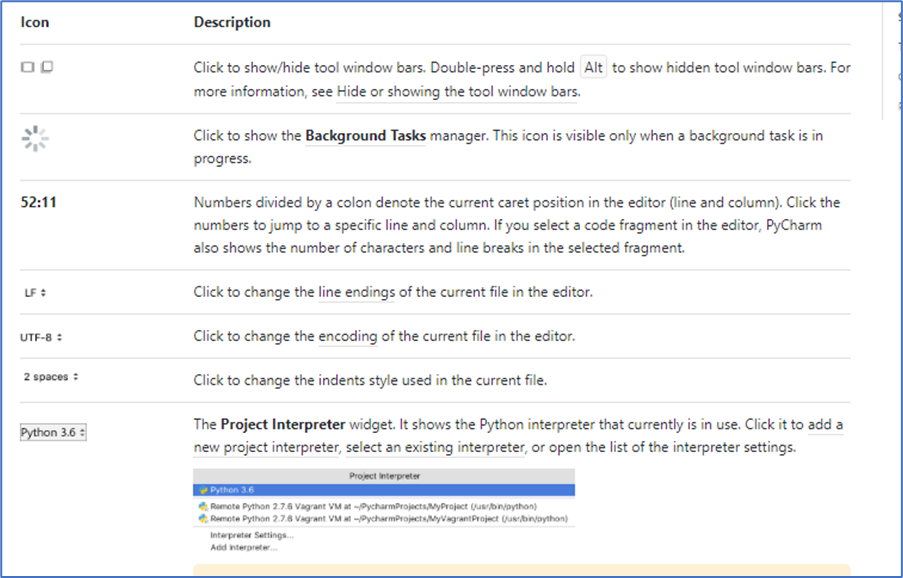 Icon Description
Click to show/hide tool window bars. Double-press and hold Alt to show hidden tool window bars. For
more information, see Hide or showing the tool window bars.
Click to show the Background Tasks manager. This icon is visible only when a background task is in
progress.
52:11 Numbers divided by a colon denote the current caret position in the editor (line and column). Click the
numbers to jump to a specific line and column. If you select a code fragment in the editor, PyCharm
also shows the number of characters and line breaks in the selected fragment.
LF Click to change the line endings of the current file in the editor.
UTF-8 Click to change the encoding of the current file in the editor.
2 spaces Click to change the indents style used in the current file.
Python 3.6 The Project Interpreter widget. It shows the Python interpreter that currently is in use. Click it to add a
new project interpreter, select an existing interpreter, or open the list of the interpreter settings.
Project Interpreter
Python 3.6
Remote Python 2.7.6 Vagrant VM at ~/PycharmProjects/MyProject (/usr/bin/python)
Remote Python 2.7.6 Vagrant VM at ~/PycharmProjects/MyVagrantProject (/usr/bin/python)
Interpreter Settings...
Add Interpreter...